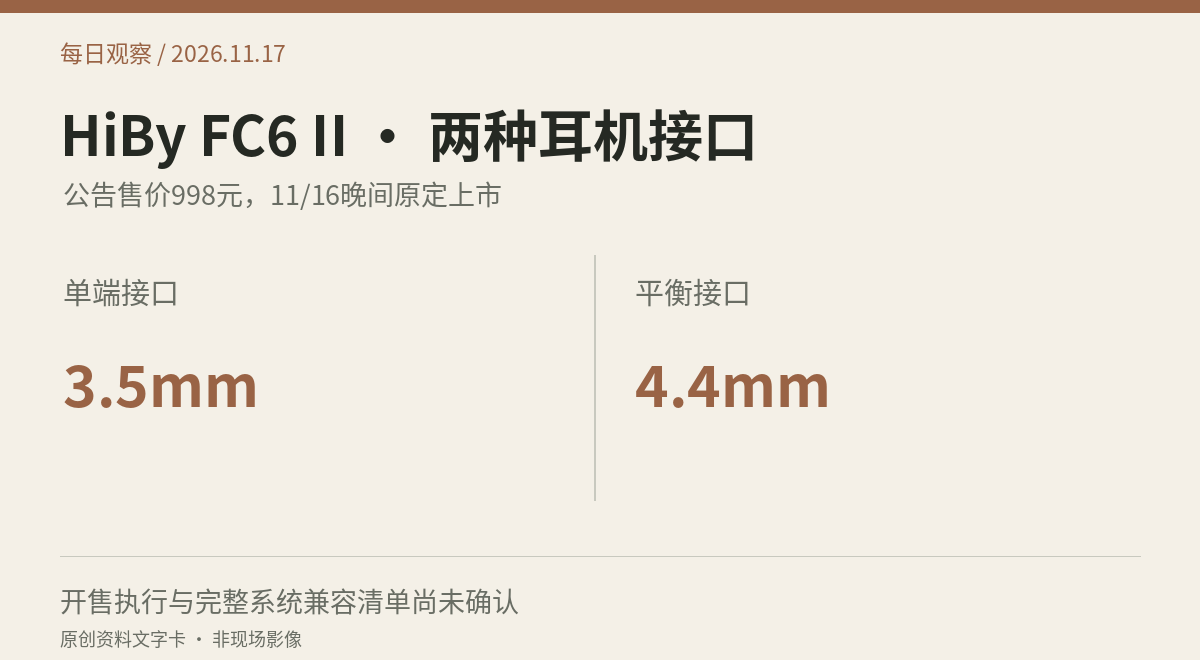 每日观察 / 2026.11.17
HiBy FC6 II · 两种耳机接口
公告售价998元，11/16晚间原定上市
单端接口
3.5mm
平衡接口
4.4mm
开售执行与完整系统兼容清单尚未确认
原创资料文字卡 · 非现场影像